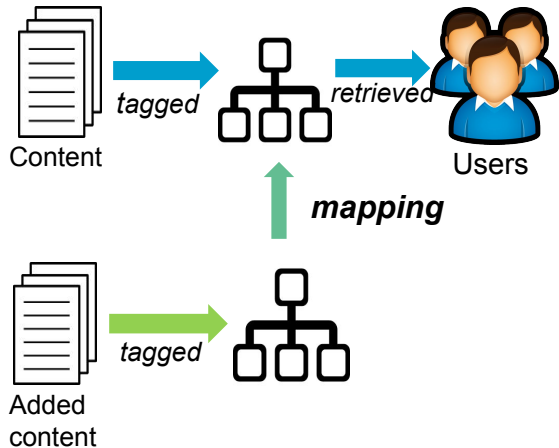 tagged
retrieved
Content
Users
mapping
tagged
Added
content